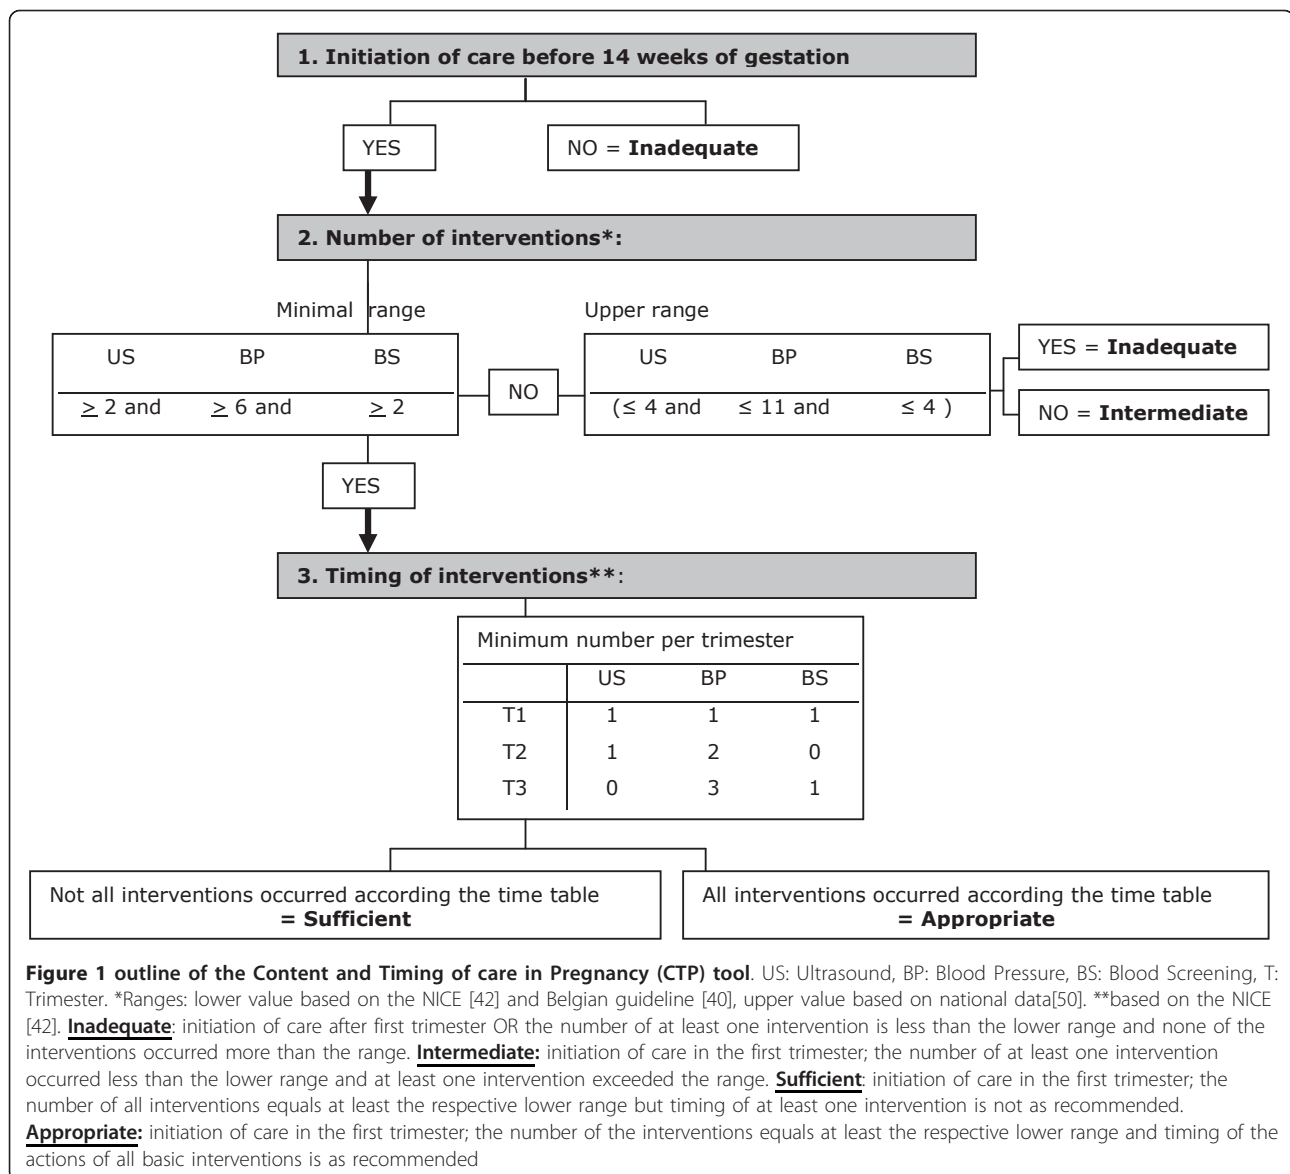 1. Initiation of care before 14 weeks of gestation
YES
NO = Inadequate
2. Number of interventions*:
Minimal range
Upper range
US BP BS
≥ 2 and ≥ 6 and ≥ 2
NO
US BP BS
(≤ 4 and ≤ 11 and ≤ 4 )
YES = Inadequate
NO = Intermediate
YES
3. Timing of interventions**:
Minimum number per trimester
US BP BS
T1 1 1 1
T2 1 2 0
T3 0 3 1
Not all interventions occurred according the time table
= Sufficient
All interventions occurred according the time table
= Appropriate
Figure 1 outline of the Content and Timing of care in Pregnancy (CTP) tool. US: Ultrasound, BP: Blood Pressure, BS: Blood Screening, T:
Trimester. *Ranges: lower value based on the NICE [42] and Belgian guideline [40], upper value based on national data[50]. **based on the NICE
[42]. Inadequate: initiation of care after first trimester OR the number of at least one intervention is less than the lower range and none of the
interventions occurred more than the range. Intermediate: initiation of care in the first trimester; the number of at least one intervention
occurred less than the lower range and at least one intervention exceeded the range. Sufficient: initiation of care in the first trimester; the
number of all interventions equals at least the respective lower range but timing of at least one intervention is not as recommended.
Appropriate: initiation of care in the first trimester; the number of the interventions equals at least the respective lower range and timing of the
actions of all basic interventions is as recommended